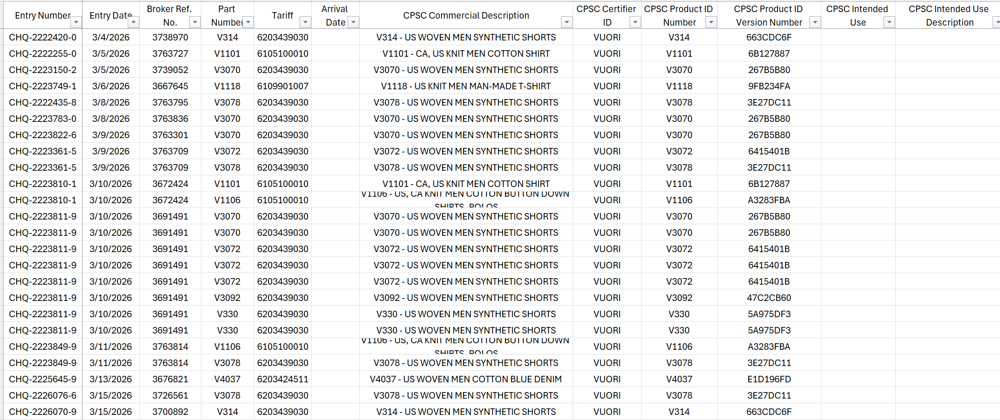 Entry Number Entry Date Broker Ref. No. Part Number Tariff Arrival Date CPSC Commercial Description CPSC Certifier ID CPSC Product ID Number CPSC Product ID Version Number CPSC Intended Use CPSC Intended Use Description
CHQ-2222420-0 3/4/2026 3738970 V314 6203439030 V314 - US WOVEN MEN SYNTHETIC SHORTS VUORI V314 663CDC6F
CHQ-2222255-0 3/5/2026 3763727 V1101 6105100010 V1101 - CA, US KNIT MEN COTTON SHIRT VUORI V1101 6B127887
CHQ-2223150-2 3/5/2026 3739052 V3070 6203439030 V3070 - US WOVEN MEN SYNTHETIC SHORTS VUORI V3070 267B5B80
CHQ-2223749-1 3/6/2026 3667645 V1118 6109901007 V1118 - US KNIT MEN MAN-MADE T-SHIRT VUORI V1118 9FB234FA
CHQ-2222435-8 3/8/2026 3763795 V3078 6203439030 V3078 - US WOVEN MEN SYNTHETIC SHORTS VUORI V3078 3E27DC11
CHQ-2223783-0 3/8/2026 3763836 V3070 6203439030 V3070 - US WOVEN MEN SYNTHETIC SHORTS VUORI V3070 267B5B80
CHQ-2223822-6 3/9/2026 3763301 V3070 6203439030 V3070 - US WOVEN MEN SYNTHETIC SHORTS VUORI V3070 267B5B80
CHQ-2223361-5 3/9/2026 3763709 V3072 6203439030 V3072 - US WOVEN MEN SYNTHETIC SHORTS VUORI V3072 6415401B
CHQ-2223361-5 3/9/2026 3763709 V3078 6203439030 V3078 - US WOVEN MEN SYNTHETIC SHORTS VUORI V3078 3E27DC11
CHQ-2223810-1 3/10/2026 3672424 V1101 6105100010 V1101 - CA, US KNIT MEN COTTON SHIRT VUORI V1101 6B127887
CHQ-2223810-1 3/10/2026 3672424 V1106 6105100010 V1106 - US, CA KNIT MEN COTTON BUTTON DOWN SHIRTS, POLOS VUORI V1106 A3283FBA
CHQ-2223811-9 3/10/2026 3691491 V3070 6203439030 V3070 - US WOVEN MEN SYNTHETIC SHORTS VUORI V3070 267B5B80
CHQ-2223811-9 3/10/2026 3691491 V3070 6203439030 V3070 - US WOVEN MEN SYNTHETIC SHORTS VUORI V3070 267B5B80
CHQ-2223811-9 3/10/2026 3691491 V3072 6203439030 V3072 - US WOVEN MEN SYNTHETIC SHORTS VUORI V3072 6415401B
CHQ-2223811-9 3/10/2026 3691491 V3072 6203439030 V3072 - US WOVEN MEN SYNTHETIC SHORTS VUORI V3072 6415401B
CHQ-2223811-9 3/10/2026 3691491 V3072 6203439030 V3072 - US WOVEN MEN SYNTHETIC SHORTS VUORI V3072 6415401B
CHQ-2223811-9 3/10/2026 3691491 V3092 6203439030 V3092 - US WOVEN MEN SYNTHETIC SHORTS VUORI V3092 47C2CB60
CHQ-2223811-9 3/10/2026 3691491 V330 6203439030 V330 - US WOVEN MEN SYNTHETIC SHORTS VUORI V330 5A975DF3
CHQ-2223811-9 3/10/2026 3691491 V330 6203439030 V330 - US WOVEN MEN SYNTHETIC SHORTS VUORI V330 5A975DF3
CHQ-2223849-9 3/11/2026 3763814 V1106 6105100010 V1106 - US, CA KNIT MEN COTTON BUTTON DOWN SHIRTS, POLOS VUORI V1106 A3283FBA
CHQ-2223849-9 3/11/2026 3763814 V3078 6203439030 V3078 - US WOVEN MEN SYNTHETIC SHORTS VUORI V3078 3E27DC11
CHQ-2225645-9 3/13/2026 3676821 V4037 6203424511 V4037 - US WOVEN MEN COTTON BLUE DENIM VUORI V4037 E1D196FD
CHQ-2226076-6 3/15/2026 3726561 V3078 6203439030 V3078 - US WOVEN MEN SYNTHETIC SHORTS VUORI V3078 3E27DC11
CHQ-2226070-9 3/15/2026 3700892 V314 6203439030 V314 - US WOVEN MEN SYNTHETIC SHORTS VUORI V314 663CDC6F